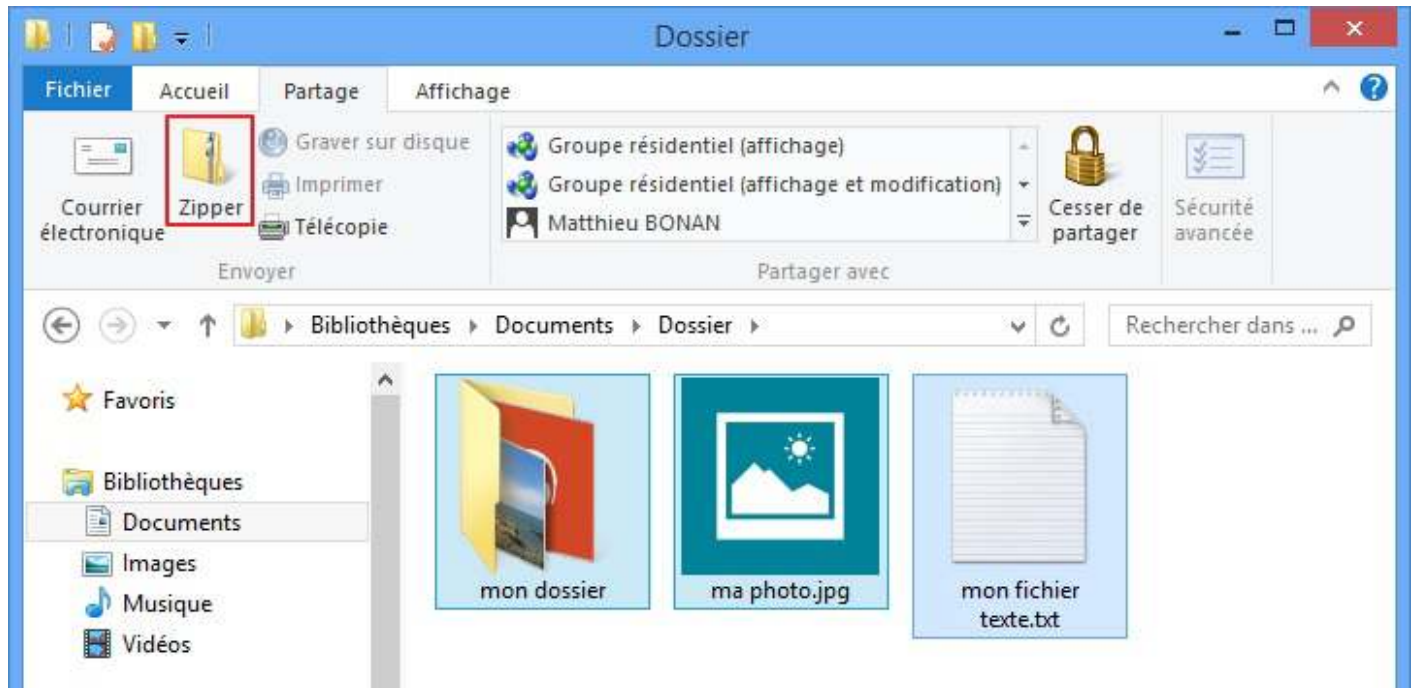 Dossier
Fichier Accueil Partage Affichage
Courrier électronique
Zipper
Graver sur disque
Imprimer
Télécopie
Envoyer
Groupe résidentiel (affichage)
Groupe résidentiel (affichage et modification)
Matthieu BONAN
Cesser de partager
Sécurité avancée
Partager avec
Bibliothèques Documents Dossier
Rechercher dans ...
Favoris
Bibliothèques
Documents
Images
Musique
Vidéos
mon dossier
ma photo.jpg
mon fichier
texte.txt